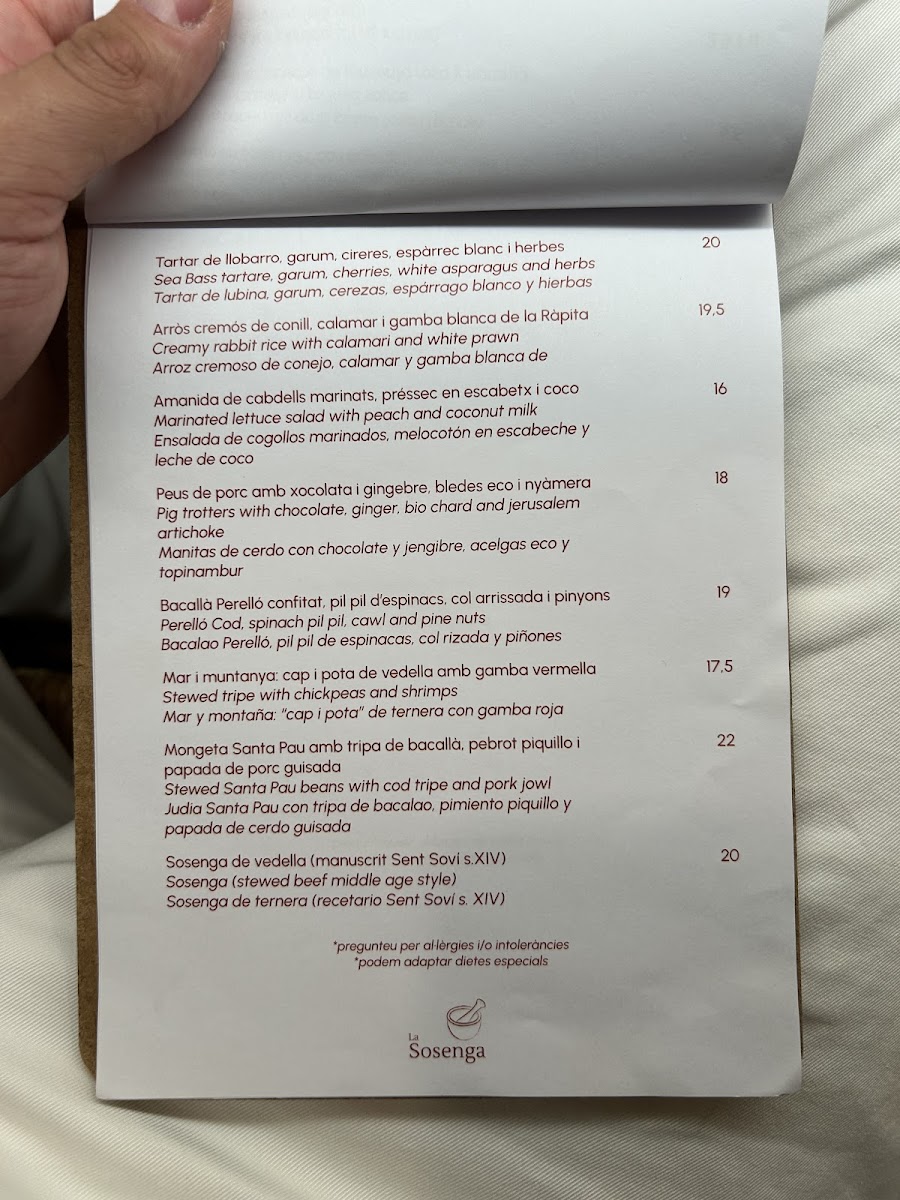 Tartar de llobarro, garum, cireres, espàrrec blanc i herbes 20
Sea Bass tartare, garum, cherries, white asparagus and herbs
Tartar de lubina, garum, cerezas, espárrago blanco y hierbas
Arròs cremós de conill, calamar i gamba blanca de la Ràpita 19,5
Creamy rabbit rice with calamari and white prawn
Arroz cremoso de conejo, calamar y gamba blanca de
Amanida de cabdells marinats, préssec en escabetx i coco 16
Marinated lettuce salad with peach and coconut milk
Ensalada de cogollos marinados, melocotón en escabeche y
leche de coco
Peus de porc amb xocolata i gingebre, bledes eco i nyàmera 18
Pig trotters with chocolate, ginger, bio chard and jerusalem
artichoke
Manitas de cerdo con chocolate y jengibre, acelgas eco y
topinambur
Bacallà Perelló confitat, pil pil d'espinacs, col arrissada i pinyons 19
Perelló Cod, spinach pil pil, cawl and pine nuts
Bacalao Perelló, pil pil de espinacas, col rizada y piñones
Mar i muntanya: cap i pota de vedella amb gamba vermella 17,5
Stewed tripe with chickpeas and shrimps
Mar y montaña: "cap i pota" de ternera con gamba roja
Mongeta Santa Pau amb tripa de bacallà, pebrot piquillo i 22
papada de porc guisada
Stewed Santa Pau beans with cod tripe and pork jowl
Judia Santa Pau con tripa de bacalao, pimiento piquillo y
papada de cerdo guisada
Sosenga de vedella (manuscrit Sent Soví s.XIV) 20
Sosenga (stewed beef middle age style)
Sosenga de ternera (recetario Sent Soví s. XIV)
*pregunteu per al·lèrgies i/o intoleràncies
*podem adaptar dietes especials
La
Sosenga